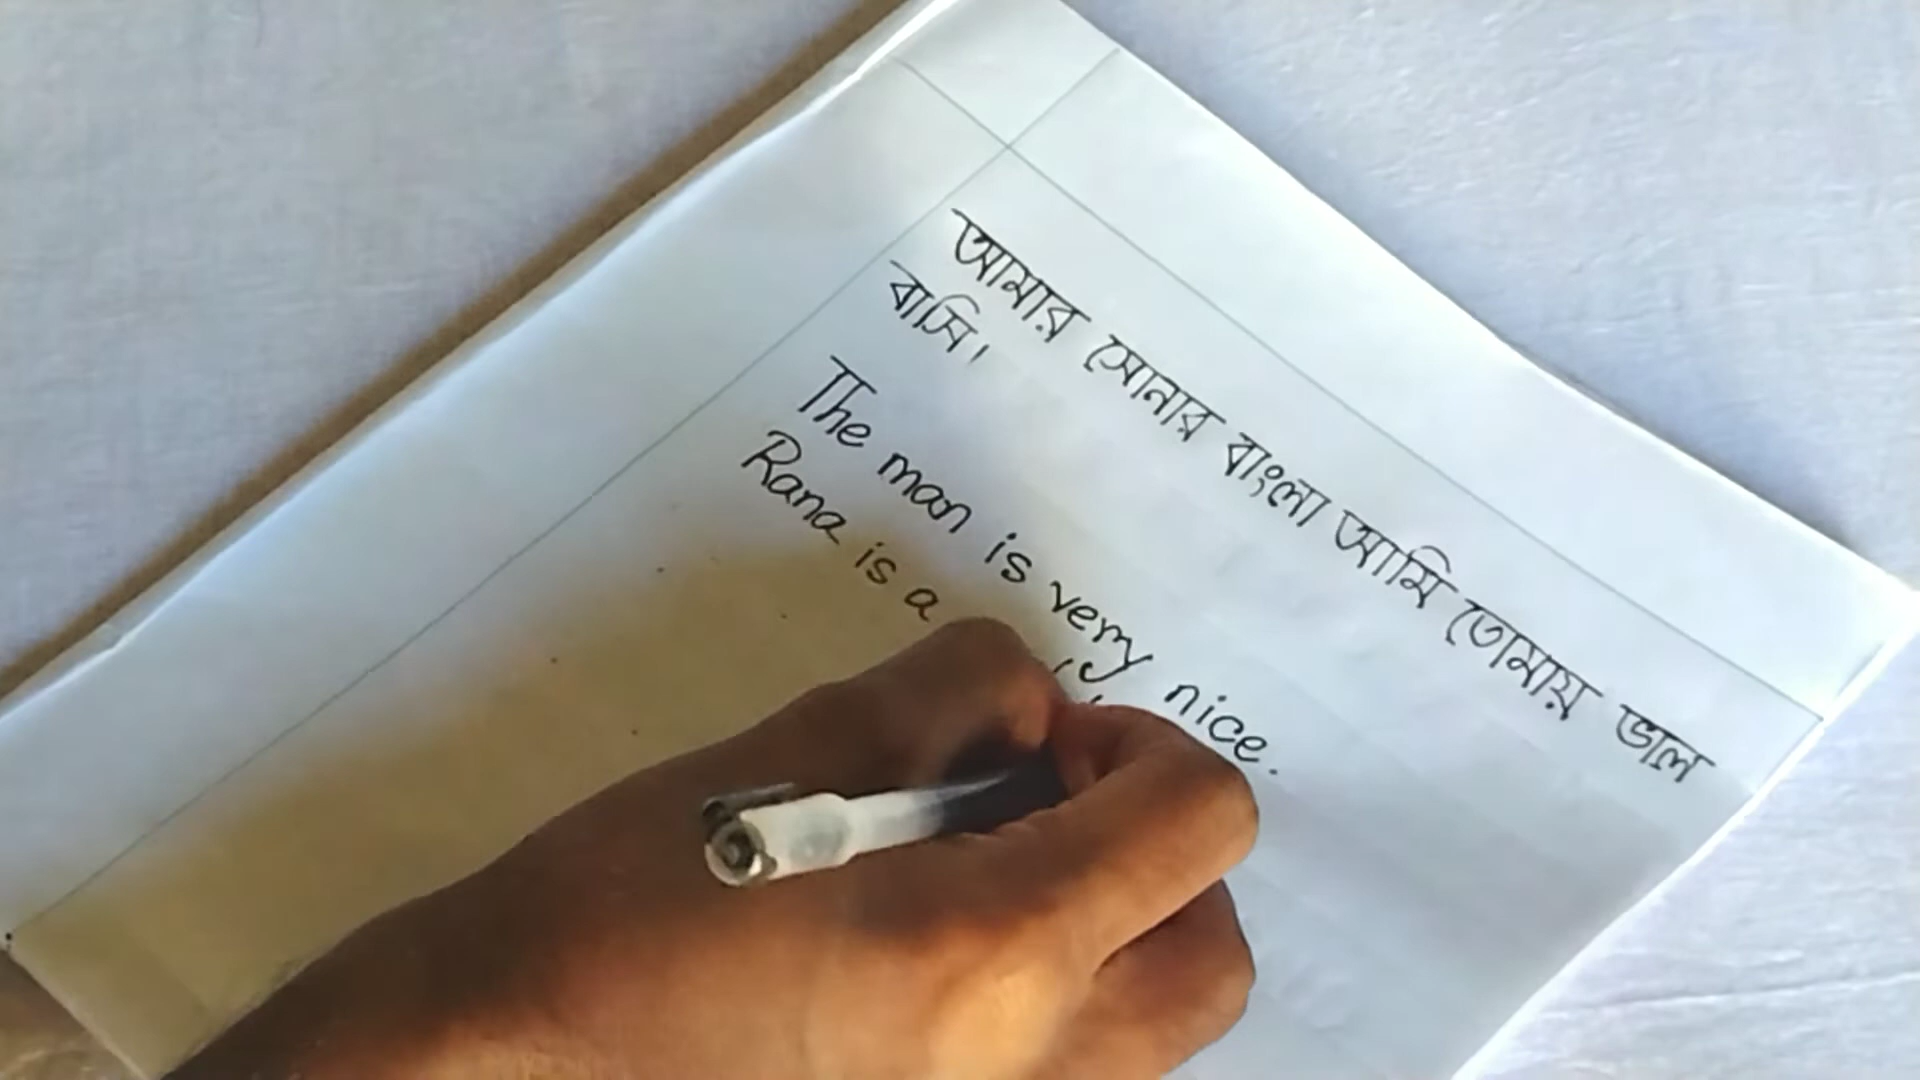 আমার সোনার বাংলা আমি তোমায় ভাল
বাসি।
The man is very nice.
Rana is a